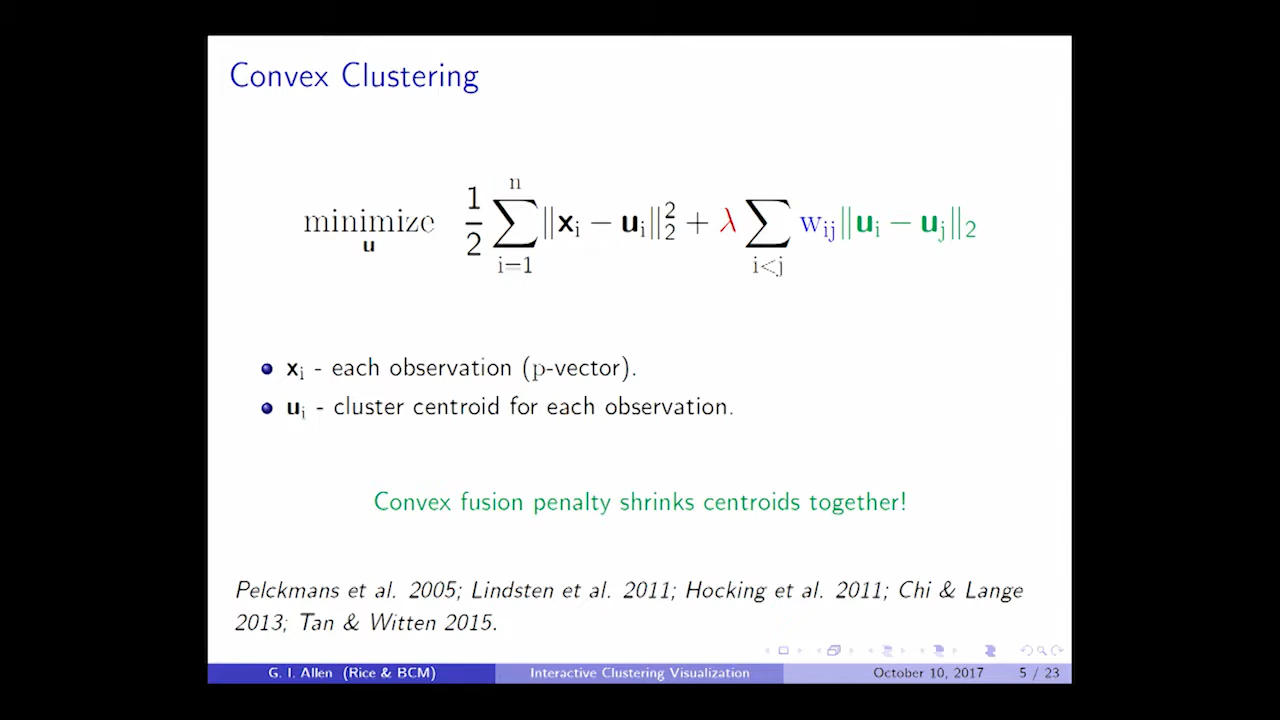 Convex Clustering
minimize_u 1/2 ∑_{i=1}^{n} ‖x_i − u_i‖_2^2 + λ ∑_{i<j} w_{ij}‖u_i − u_j‖_2
x_i - each observation (p-vector).
u_i - cluster centroid for each observation.
Convex fusion penalty shrinks centroids together!
Pelckmans et al. 2005; Lindsten et al. 2011; Hocking et al. 2011; Chi & Lange
2013; Tan & Witten 2015.
G. I. Allen (Rice & BCM) Interactive Clustering Visualization October 10, 2017 5 / 23